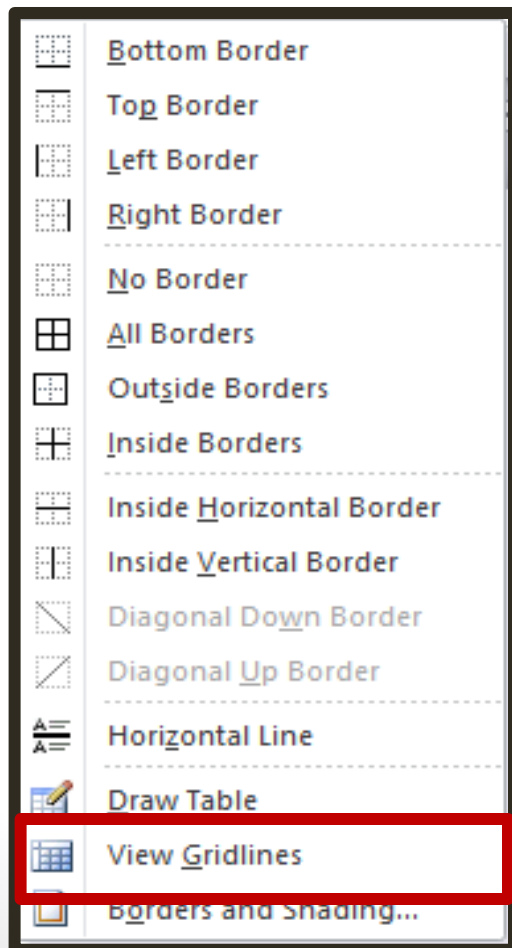 Bottom Border
Top Border
Left Border
Right Border
No Border
All Borders
Outside Borders
Inside Borders
Inside Horizontal Border
Inside Vertical Border
Diagonal Down Border
Diagonal Up Border
Horizontal Line
Draw Table
View Gridlines
Borders and Shading...